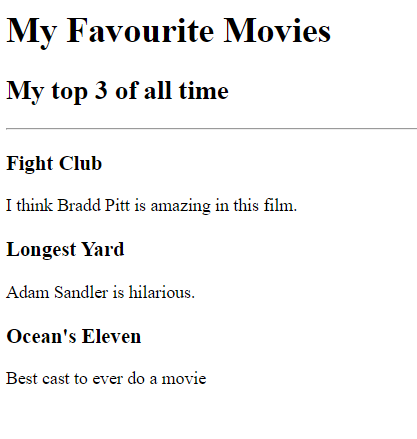 My Favourite Movies
My top 3 of all time
Fight Club
I think Bradd Pitt is amazing in this film.
Longest Yard
Adam Sandler is hilarious.
Ocean's Eleven
Best cast to ever do a movie